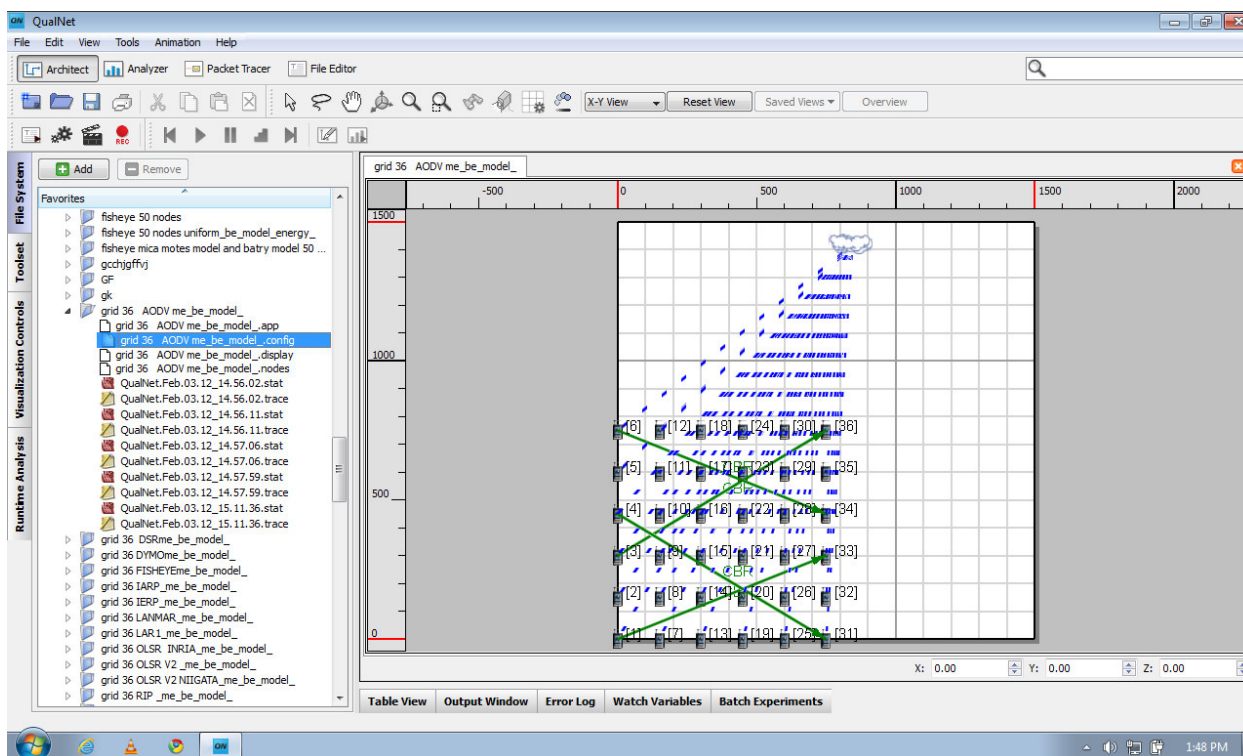 ON QualNet
File Edit View Tools Animation Help
Architect Analyzer Packet Tracer File Editor
X-Y View Reset View Saved Views Overview
REC
File System
Toolset
Visualization Controls
Runtime Analysis
Add Remove
Favorites
fisheye 50 nodes
fisheye 50 nodes uniform_be_model_energy_
fisheye mica motes model and batry model 50 ...
gcchjgffvj
GF
gk
grid 36 AODV me_be_model_
grid 36 AODV me_be_model_.app
grid 36 AODV me_be_model_.config
grid 36 AODV me_be_model_.display
grid 36 AODV me_be_model_.nodes
QualNet.Feb.03.12_14.56.02.stat
QualNet.Feb.03.12_14.56.02.trace
QualNet.Feb.03.12_14.56.11.stat
QualNet.Feb.03.12_14.56.11.trace
QualNet.Feb.03.12_14.57.06.stat
QualNet.Feb.03.12_14.57.06.trace
QualNet.Feb.03.12_14.57.59.stat
QualNet.Feb.03.12_14.57.59.trace
QualNet.Feb.03.12_15.11.36.stat
QualNet.Feb.03.12_15.11.36.trace
grid 36 DSRme_be_model_
grid 36 DYMOme_be_model_
grid 36 FISHEYEme_be_model_
grid 36 IARP_me_be_model_
grid 36 IERP_me_be_model_
grid 36 LANMAR_me_be_model_
grid 36 LAR1_me_be_model_
grid 36 OLSR INRIA_me_be_model_
grid 36 OLSR V2 _me_be_model_
grid 36 OLSR V2 NIIGATA_me_be_model_
grid 36 RIP _me_be_model_
grid 36 AODV me_be_model_
-500 0 500 1000 1500 2000
1500
1000
500
0
[6] [12] [18] [24] [30] [36]
[5] [11] [17] CBR [23] [29] [35]
CBR
[4] [10] [16] [22] [28] [34]
[3] [9] [15] [21] [27] [33]
CBR
[2] [8] [14] [20] [26] [32]
[1] [7] [13] [19] [25] [31]
X: 0.00 Y: 0.00 Z: 0.00
Table View Output Window Error Log Watch Variables Batch Experiments
ON 1:48 PM